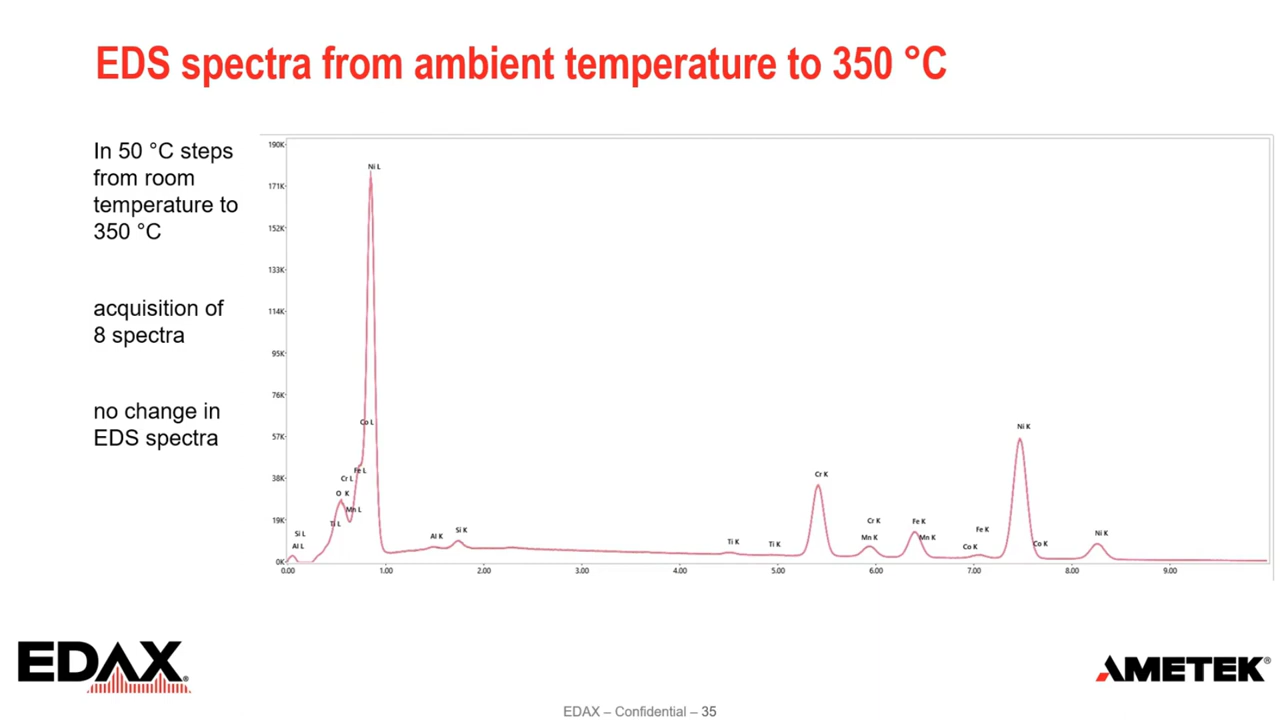 EDS spectra from ambient temperature to 350 °C
In 50 °C steps
from room
temperature to
350 °C
acquisition of
8 spectra
no change in
EDS spectra
190K
171K
152K
133K
114K
95K
76K
57K
38K
19K
0K
Ni L
Co L
Fe L
Cr L
O K
Mn L
Ti L
Si L
Al L
Al K
Si K
Ti K
Ti K
Cr K
Cr K
Mn K
Fe K
Mn K
Fe K
Co K
Ni K
Co K
Ni K
0.00 1.00 2.00 3.00 4.00 5.00 6.00 7.00 8.00 9.00
EDAX®
AMETEK®
EDAX – Confidential – 35